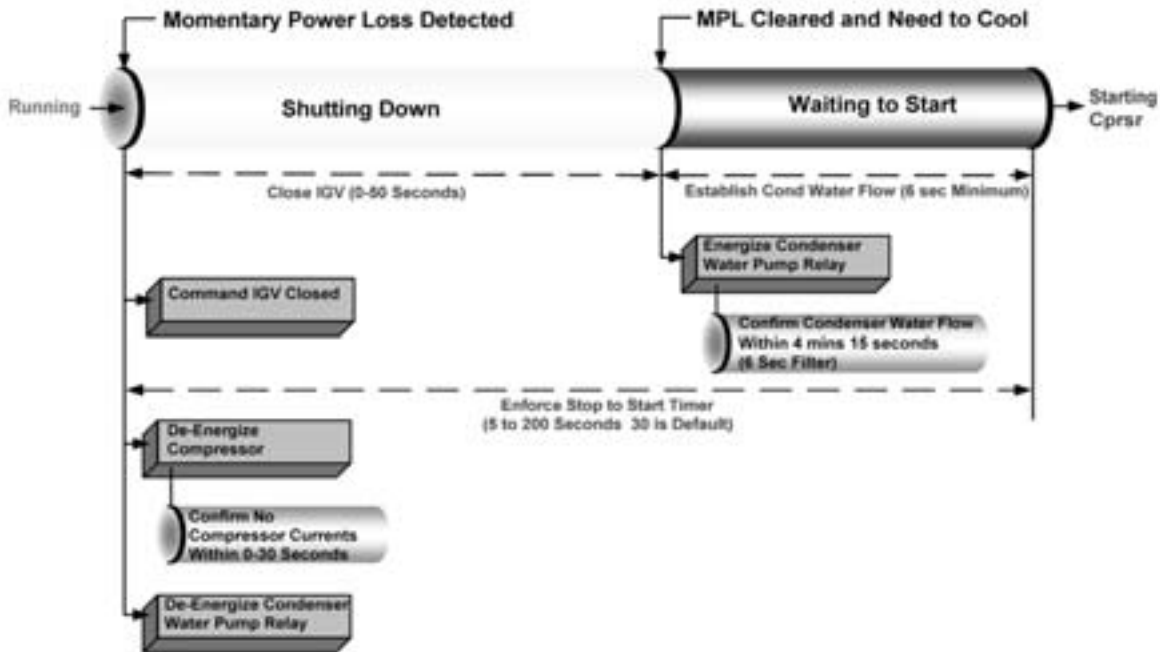 Momentary Power Loss Detected
MPL Cleared and Need to Cool
Running
Shutting Down
Waiting to Start
Starting
Cprsr
Close IGV (0-50 Seconds)
Establish Cond Water Flow (6 sec Minimum)
Energize Condenser
Water Pump Relay
Command IGV Closed
Confirm Condenser Water Flow
Within 4 mins 15 seconds
(6 Sec Filter)
Enforce Stop to Start Timer
(5 to 200 Seconds 30 is Default)
De-Energize
Compressor
Confirm No
Compressor Currents
Within 0-30 Seconds
De-Energize Condenser
Water Pump Relay